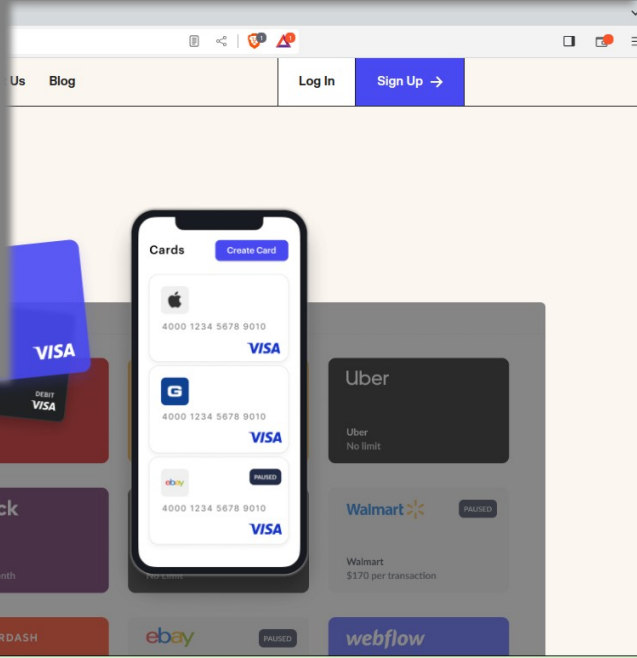 Us Blog Log In Sign Up →
Cards Create Card
4000 1234 5678 9010
VISA
G
4000 1234 5678 9010
VISA
ebay PAUSED
4000 1234 5678 9010
VISA
VISA
DEBIT
VISA
Uber
Uber
No limit
ck
nth
No Limit
Walmart PAUSED
Walmart
$170 per transaction
RDASH
ebay PAUSED
webflow